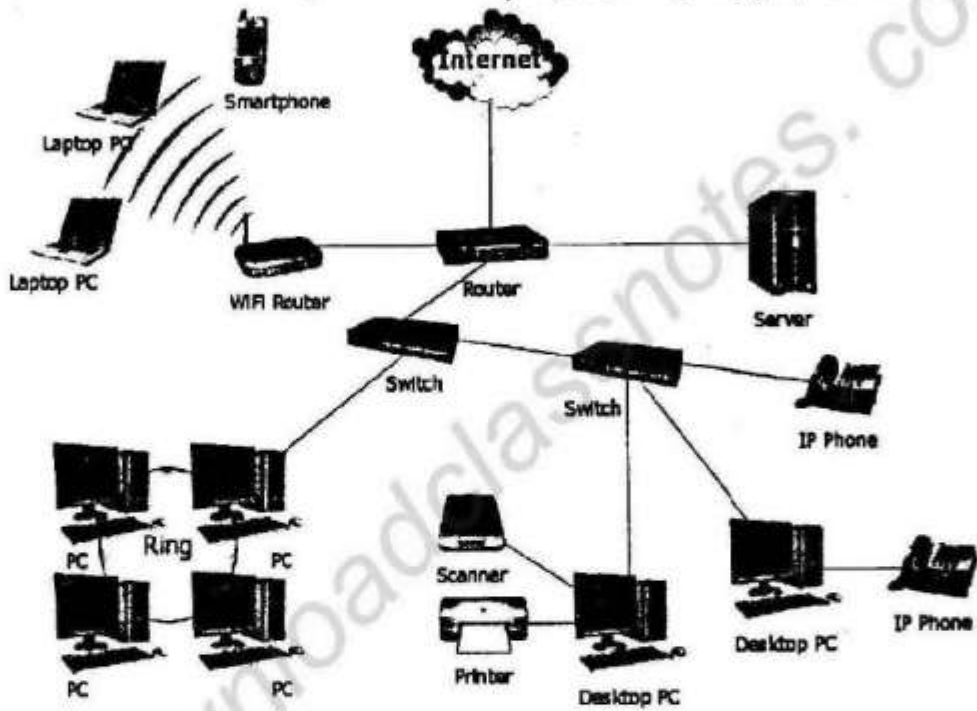 Internet
Smartphone
Laptop PC
Laptop PC
WIFI Router
Router
Server
Switch
Switch
IP Phone
PC
Ring
PC
Scanner
PC
PC
Printer
Desktop PC
Desktop PC
IP Phone